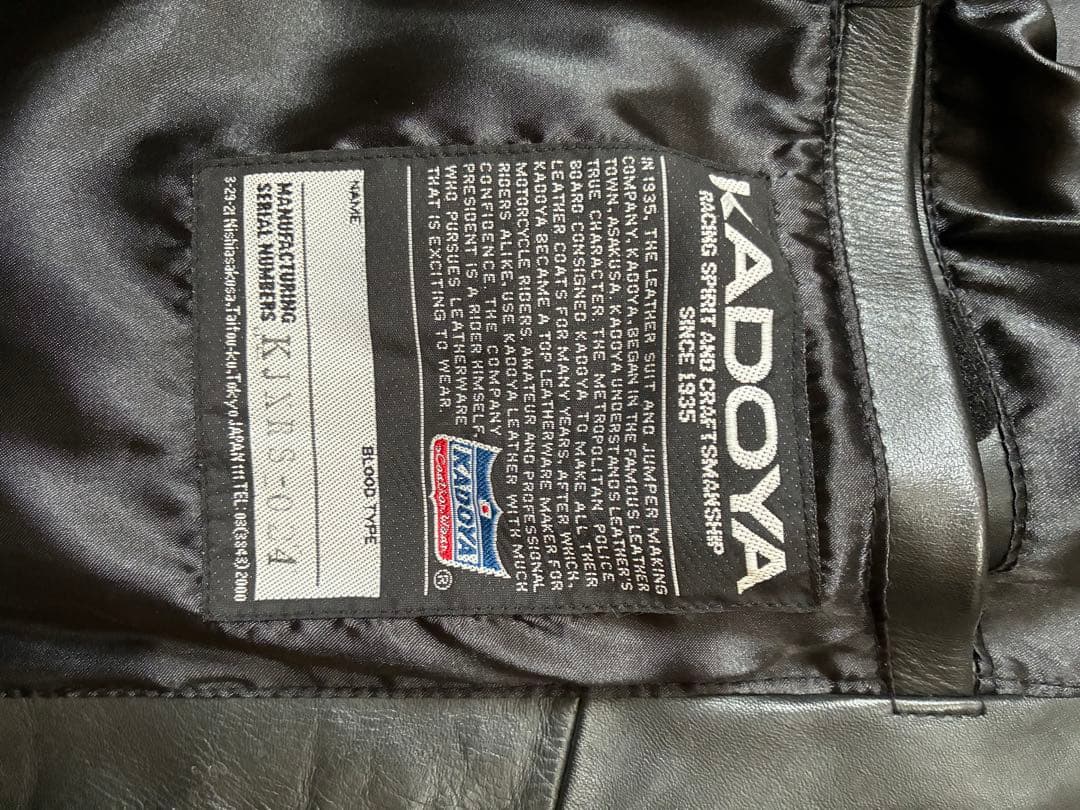 KADOYA
RACING SPIRIT AND CRAFTSMANSHIP
SINCE 1935
IN 1935, THE LEATHER SUIT AND JUMPER MAKING
COMPANY, KADOYA, BEGAN IN THE FAMOUS LEATHER
TOWN, ASAKUSA. KADOYA UNDERSTANDS LEATHER'S
TRUE CHARACTER. THE METROPOLITAN POLICE
BOARD CONSIGNED KADOYA TO MAKE ALL THEIR
LEATHER COATS FOR MANY YEARS. AFTER WHICH,
KADOYA BECAME A TOP LEATHERWARE MAKER FOR
MOTORCYCLE RIDERS, AMATEUR AND PROFESSIONAL
RIDERS ALIKE. USE KADOYA LEATHER WITH MUCH
CONFIDENCE. THE COMPANY
PRESIDENT IS A RIDER HIMSELF,
WHO PURSUES LEATHERWARE
THAT IS EXCITING TO WEAR.
KADOYA
Leather Wear
®
NAME BLOOD TYPE
MANUFACTURING
SERIAL NUMBERS
3-29-21 Nishiasakusa, Taitou-ku, Tokyo JAPAN 111 TEL: 03(3843)2000